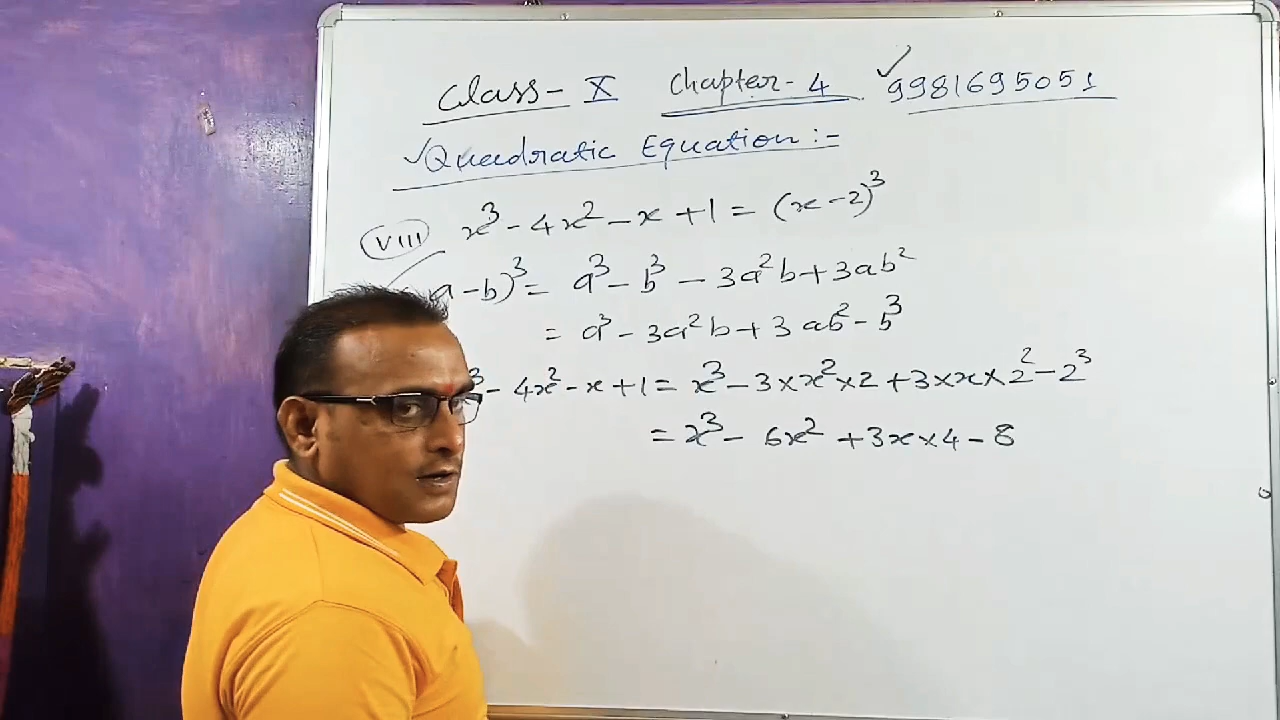 Class- X Chapter- 4 ✓9981695051
✓Quadratic Equation :-
VIII x³ - 4x² - x + 1 = (x - 2)³
a - b)³ = a³ - b³ - 3a²b + 3ab²
= a³ - 3a²b + 3ab² - b³
³ - 4x² - x + 1 = x³ - 3 × x² × 2 + 3 × x × 2² - 2³
= x³ - 6x² + 3x × 4 - 8